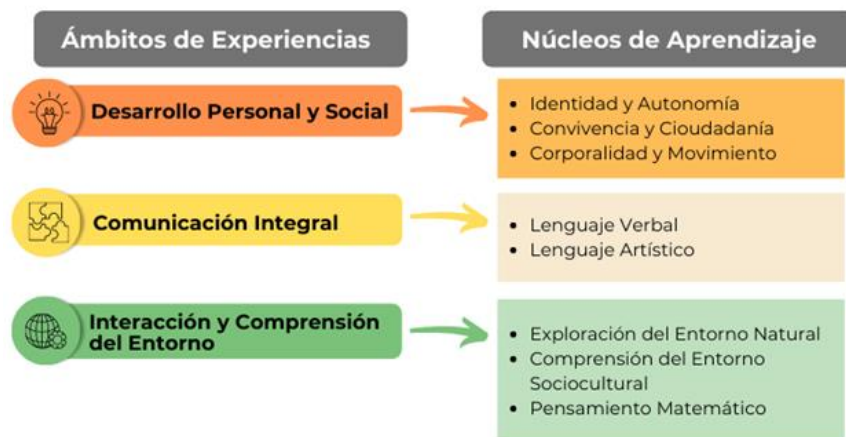 Ámbitos de Experiencias
Núcleos de Aprendizaje
Desarrollo Personal y Social
• Identidad y Autonomía
• Convivencia y Cioudadanía
• Corporalidad y Movimiento
Comunicación Integral
• Lenguaje Verbal
• Lenguaje Artístico
Interacción y Comprensión
del Entorno
• Exploración del Entorno Natural
• Comprensión del Entorno
Sociocultural
• Pensamiento Matemático